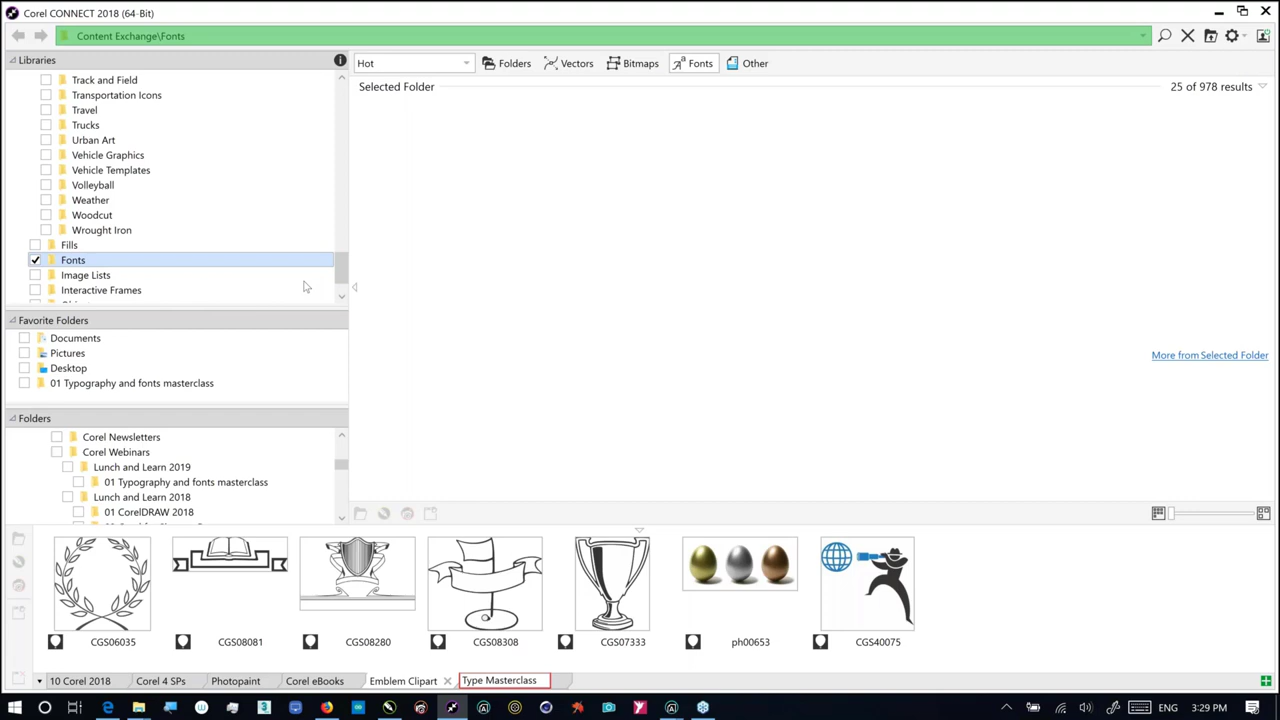 Corel CONNECT 2018 (64-Bit)
Content Exchange\Fonts
Libraries
Track and Field
Transportation Icons
Travel
Trucks
Urban Art
Vehicle Graphics
Vehicle Templates
Volleyball
Weather
Woodcut
Wrought Iron
Fills
Fonts
Image Lists
Interactive Frames
Favorite Folders
Documents
Pictures
Desktop
01 Typography and fonts masterclass
Folders
Corel Newsletters
Corel Webinars
Lunch and Learn 2019
01 Typography and fonts masterclass
Lunch and Learn 2018
01 CorelDRAW 2018
Hot Folders Vectors Bitmaps Fonts Other
Selected Folder 25 of 978 results
More from Selected Folder
CGS06035 CGS08081 CGS08280 CGS08308 CGS07333 ph00653 CGS40075
10 Corel 2018 Corel 4 SPs Photopaint Corel eBooks Emblem Clipart Type Masterclass
ENG 3:29 PM